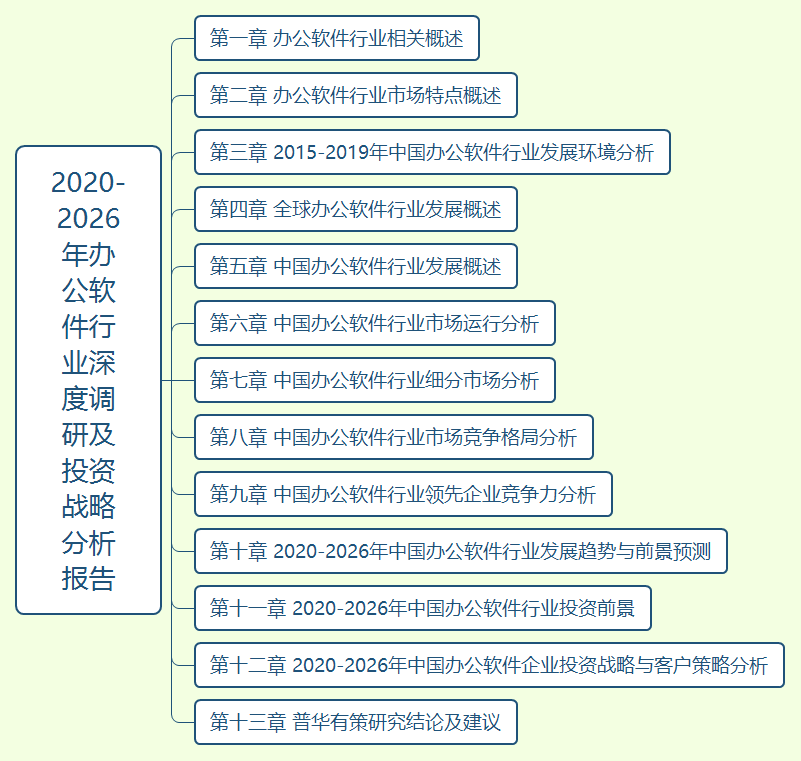 2020-
2026
年办
公软
件行
业深
度调
研及
投资
战略
分析
报告
第一章 办公软件行业相关概述
第二章 办公软件行业市场特点概述
第三章 2015-2019年中国办公软件行业发展环境分析
第四章 全球办公软件行业发展概述
第五章 中国办公软件行业发展概述
第六章 中国办公软件行业市场运行分析
第七章 中国办公软件行业细分市场分析
第八章 中国办公软件行业市场竞争格局分析
第九章 中国办公软件行业领先企业竞争力分析
第十章 2020-2026年中国办公软件行业发展趋势与前景预测
第十一章 2020-2026年中国办公软件行业投资前景
第十二章 2020-2026年中国办公软件企业投资战略与客户策略分析
第十三章 普华有策研究结论及建议